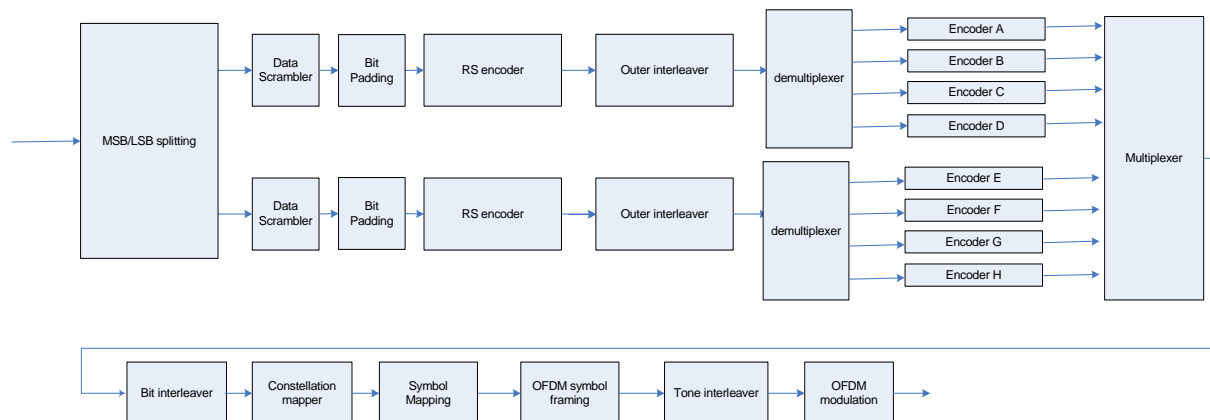 MSB/LSB splitting
Data
Scrambler
Bit
Padding
RS encoder
Outer interleaver
demultiplexer
Encoder A
Encoder B
Encoder C
Encoder D
Data
Scrambler
Bit
Padding
RS encoder
Outer interleaver
demultiplexer
Encoder E
Encoder F
Encoder G
Encoder H
Multiplexer
Bit interleaver
Constellation
mapper
Symbol
Mapping
OFDM symbol
framing
Tone interleaver
OFDM
modulation